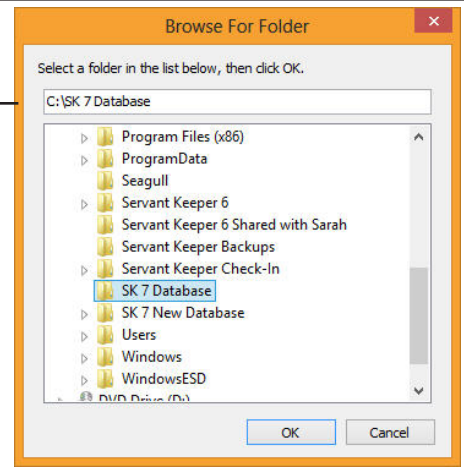 Browse For Folder
Select a folder in the list below, then click OK.
C:\SK 7 Database
Program Files (x86)
ProgramData
Seagull
Servant Keeper 6
Servant Keeper 6 Shared with Sarah
Servant Keeper Backups
Servant Keeper Check-In
SK 7 Database
SK 7 New Database
Users
Windows
WindowsESD
DVD Drive (D:)
OK Cancel